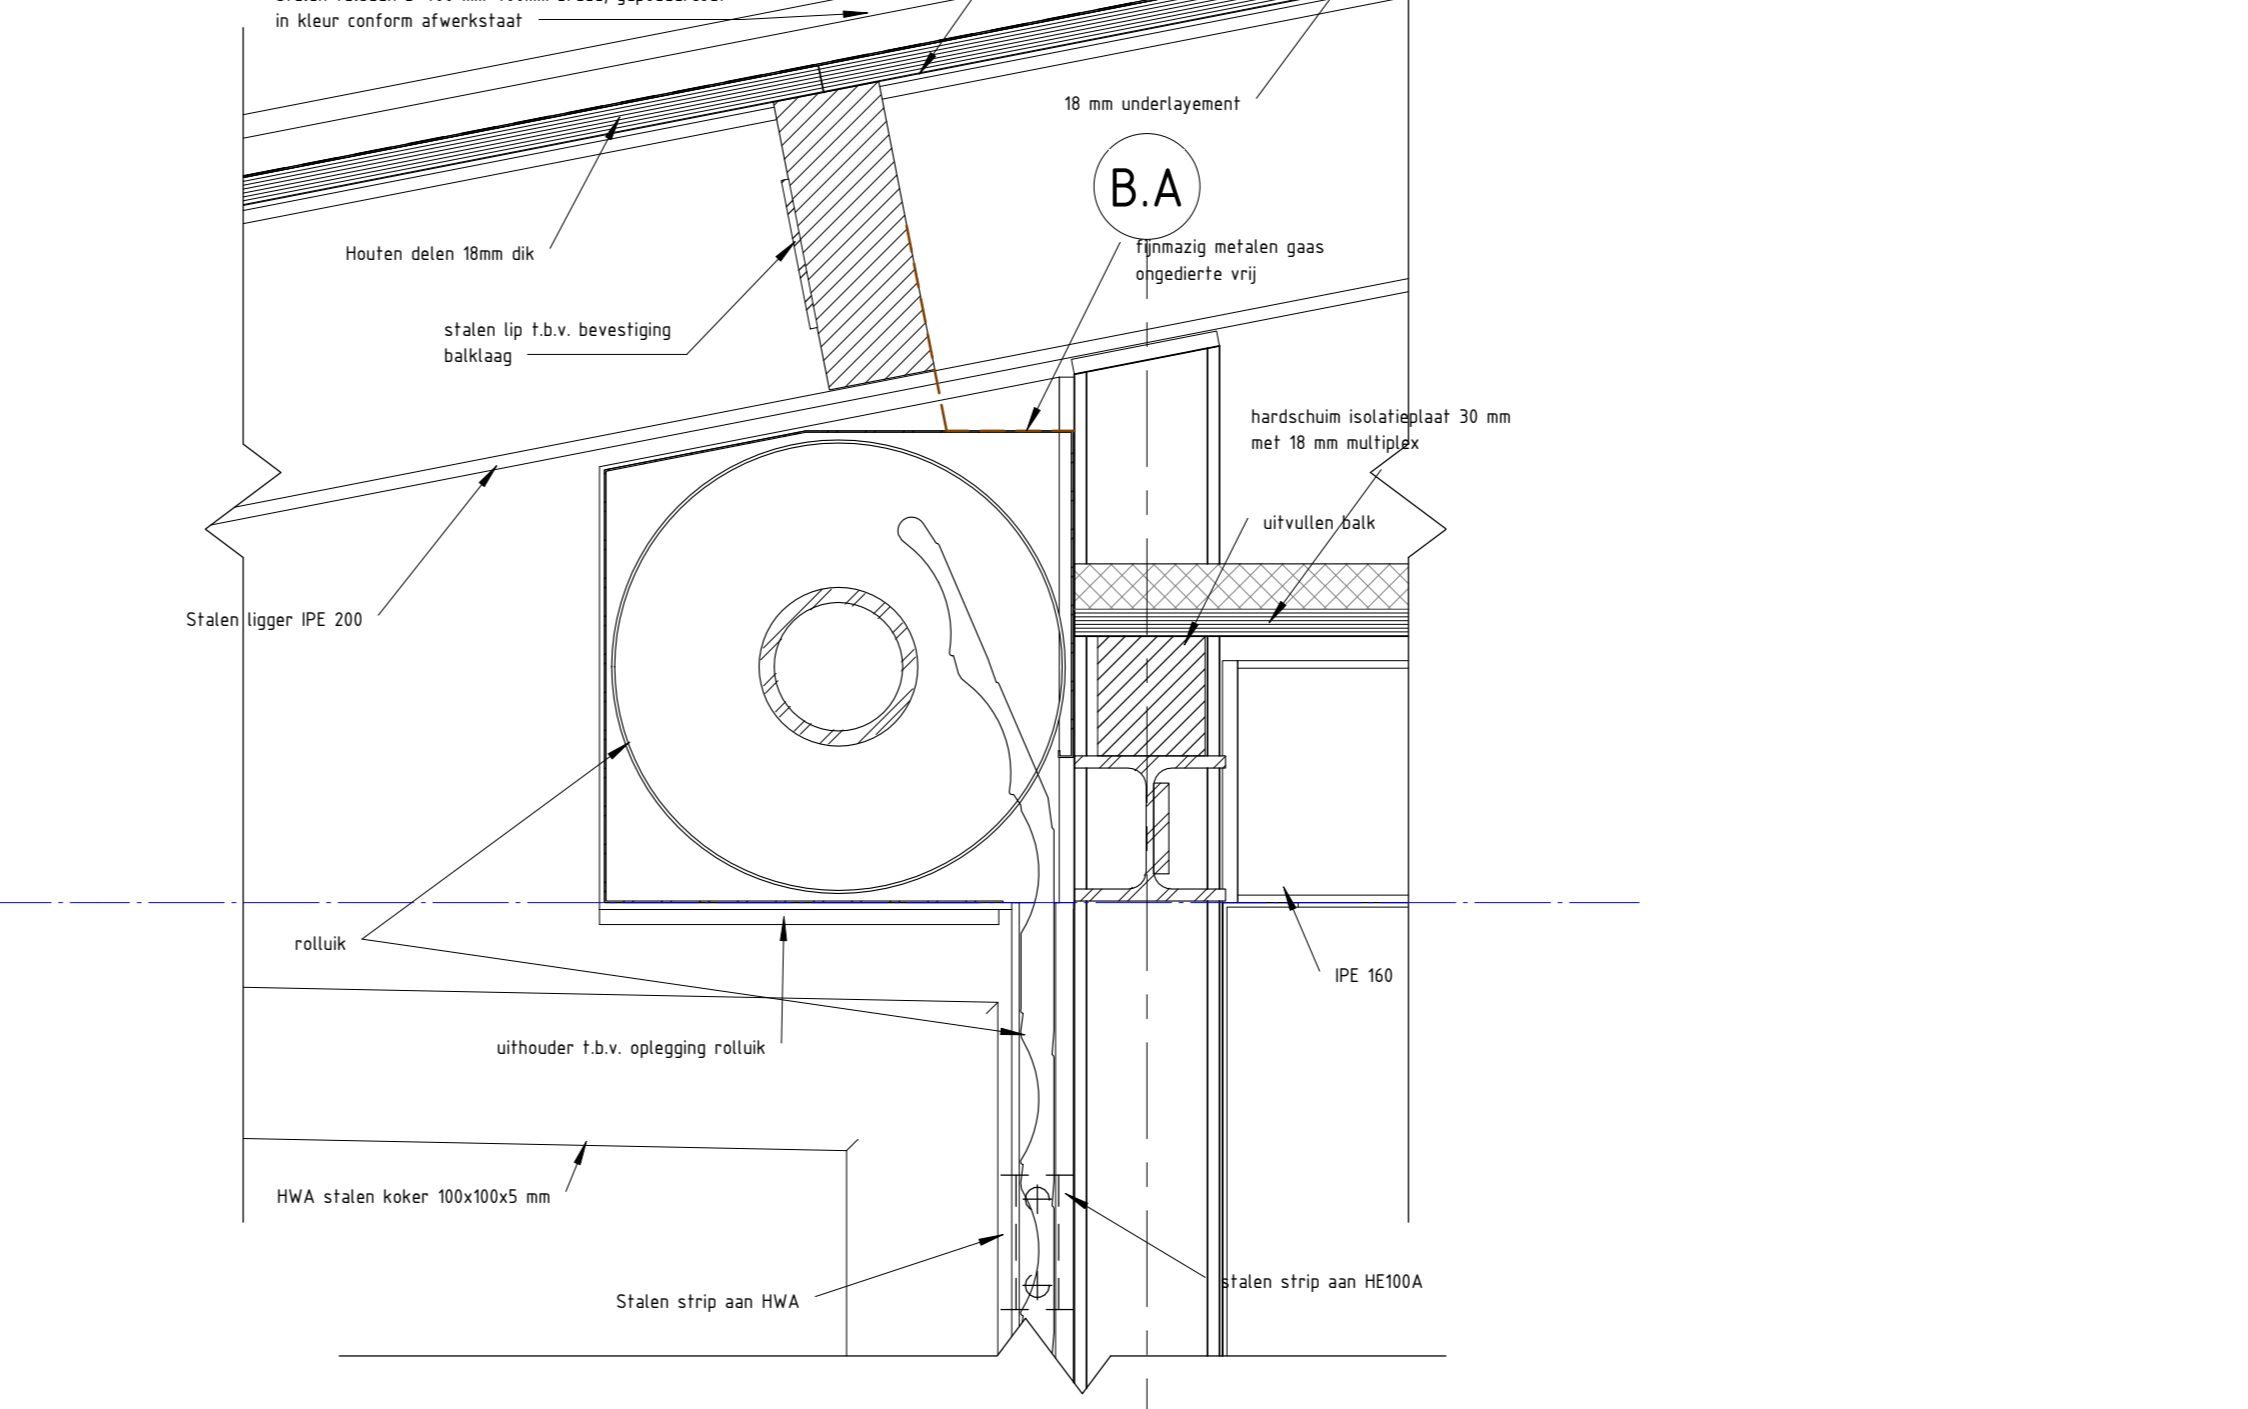 in kleur conform afwerkstaat
18 mm underlayement
B.A
Houten delen 18mm dik
fijnmazig metalen gaas
ongedierte vrij
stalen lip t.b.v. bevestiging
balklaag
hardschuim isolatieplaat 30 mm
met 18 mm multiplex
uitvullen balk
Stalen ligger IPE 200
rolluik
IPE 160
uithouder t.b.v. oplegging rolluik
HWA stalen koker 100x100x5 mm
Stalen strip aan HWA
stalen strip aan HE100A